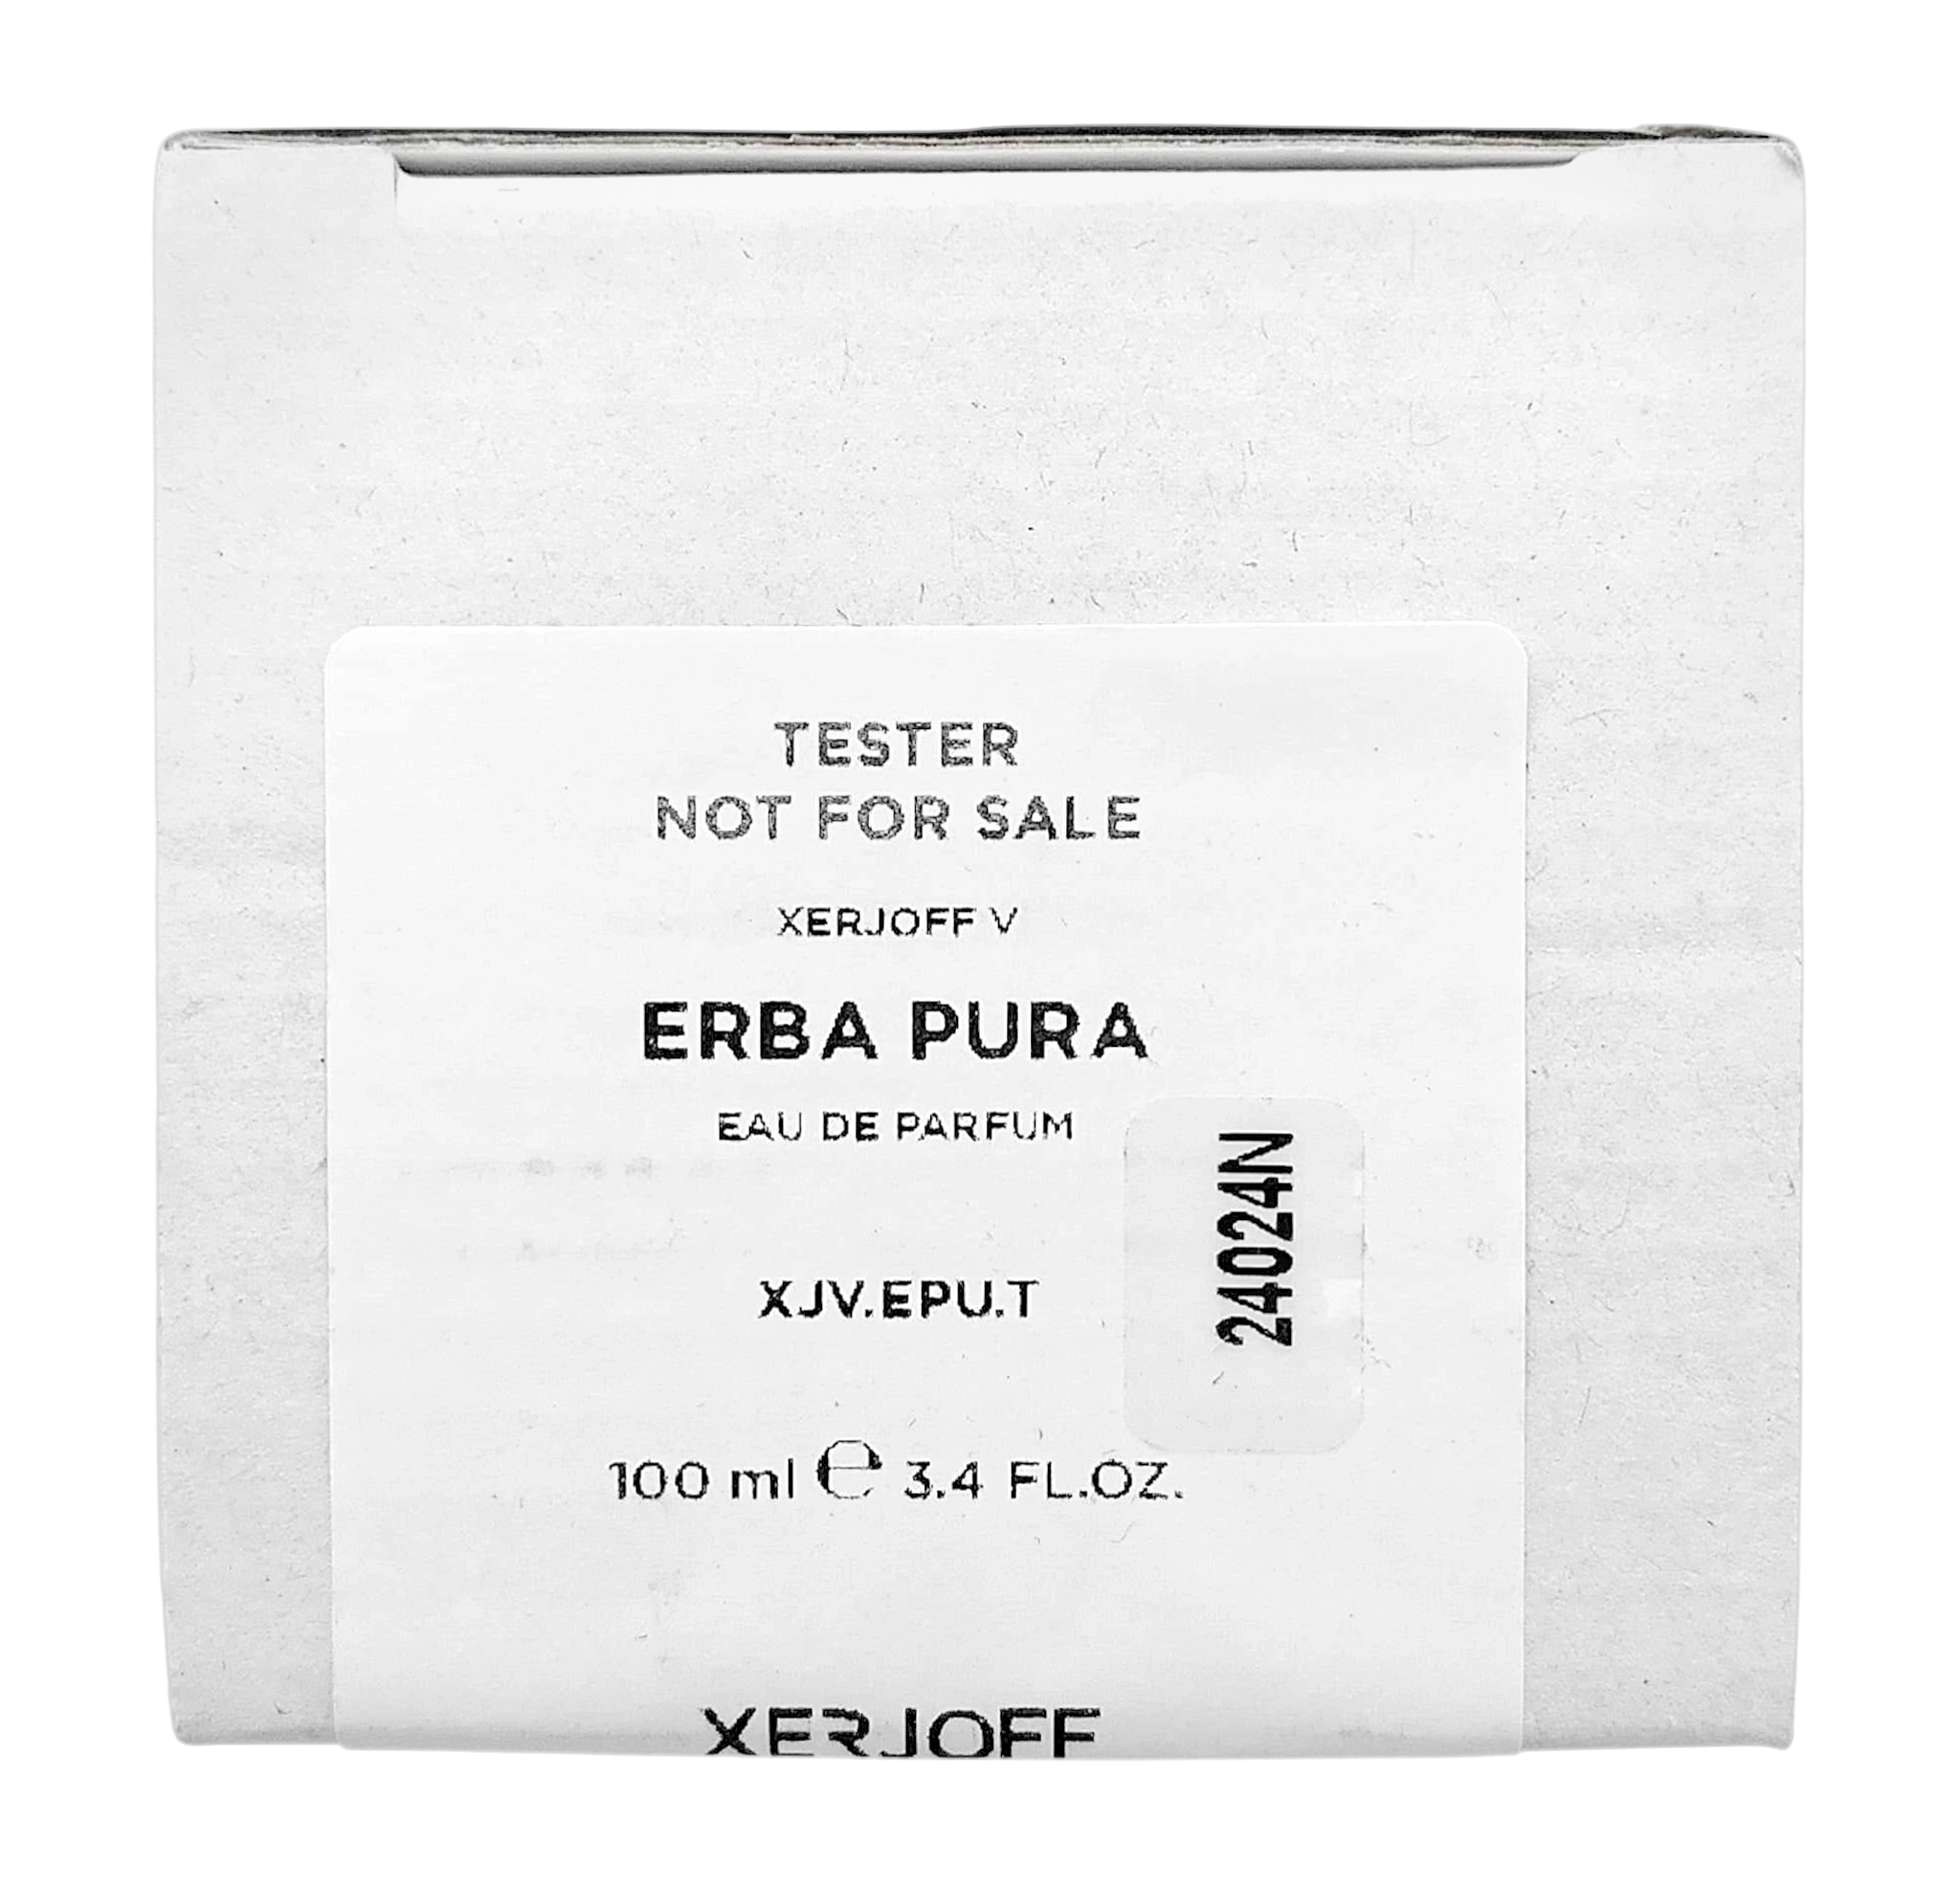 TESTER
NOT FOR SALE
XERJOFF V
ERBA PURA
EAU DE PARFUM
24024N
XJV.EPU.T
100 ml ℮ 3.4 FL.OZ.
XERJOFF